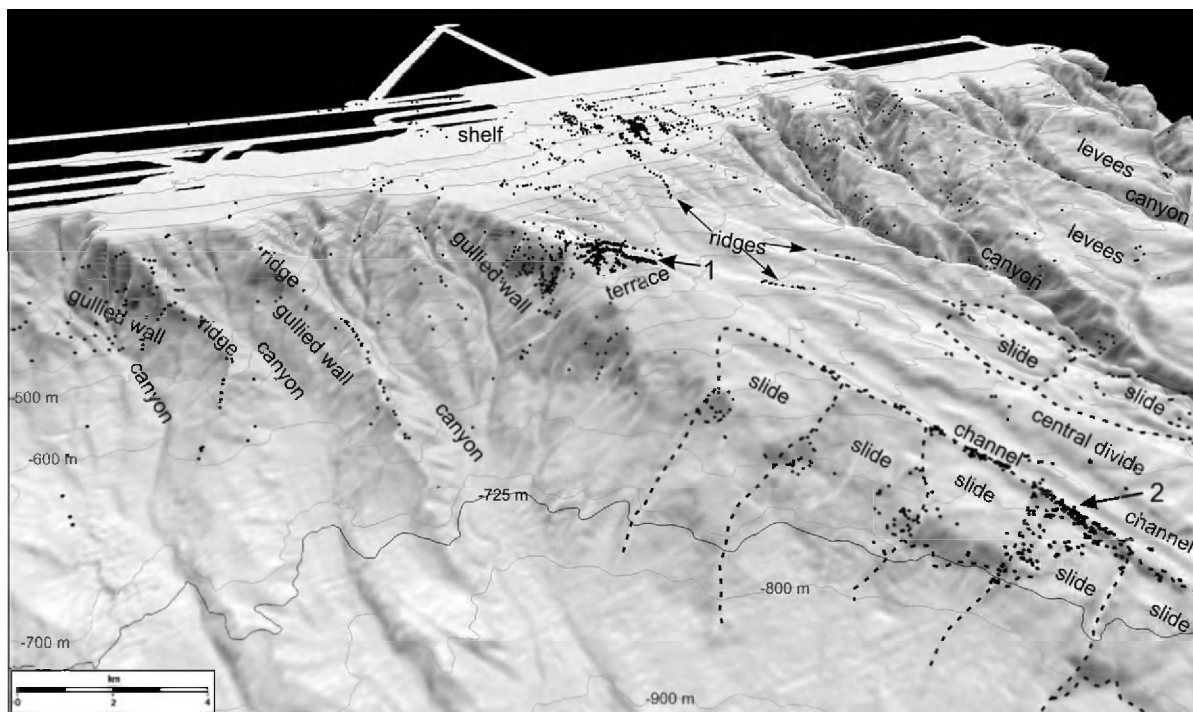 shelf
levees
canyon
levees
canyon
ridges
1
terrace
gullied wall
ridge
gullied wall
ridge
gullied wall
canyon
canyon
canyon
slide
slide
central divide
slide
channel
slide
slide
2
channel
slide
slide
-500 m
-600 m
-725 m
-800 m
-700 m
-900 m
km
0 2 4